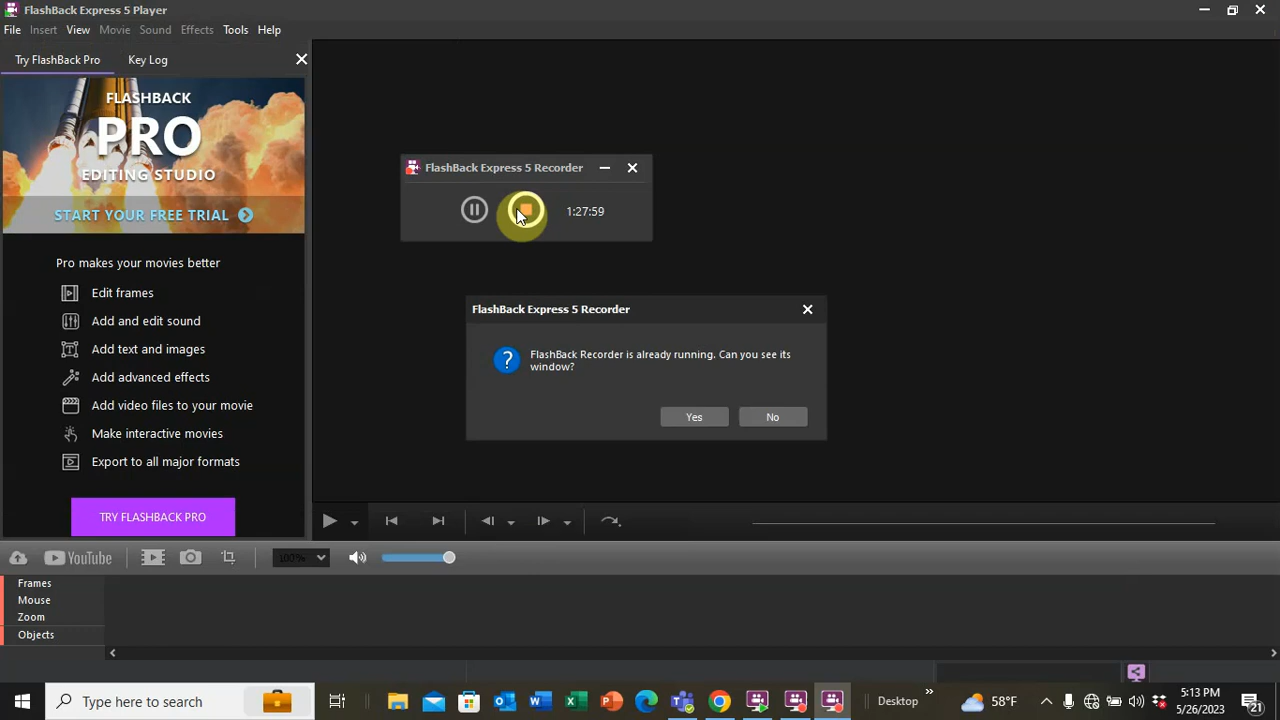 FlashBack Express 5 Player
File Insert View Movie Sound Effects Tools Help
Try FlashBack Pro Key Log
FLASHBACK
PRO
EDITING STUDIO
START YOUR FREE TRIAL
Pro makes your movies better
Edit frames
Add and edit sound
Add text and images
Add advanced effects
Add video files to your movie
Make interactive movies
Export to all major formats
TRY FLASHBACK PRO
FlashBack Express 5 Recorder
1:27:59
FlashBack Express 5 Recorder
FlashBack Recorder is already running. Can you see its
window?
Yes No
YouTube 100%
Frames
Mouse
Zoom
Objects
Type here to search
Desktop
58°F
5:13 PM
5/26/2023
21